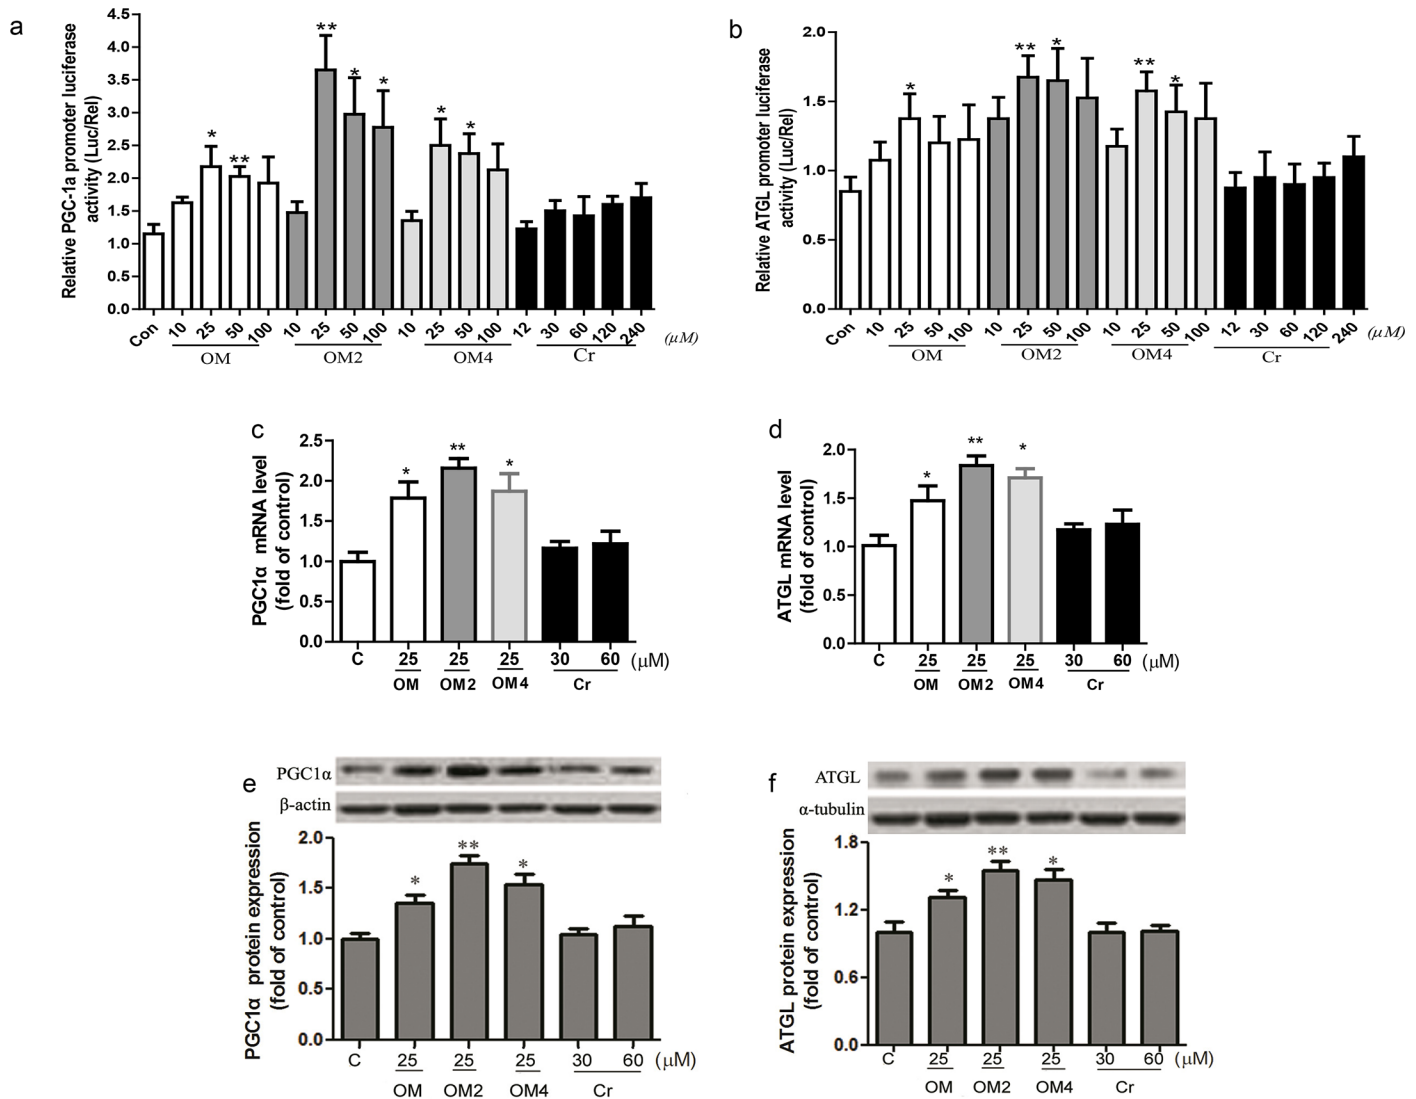 a
Relative PGC-1a promoter luciferase
activity (Luc/Rel)
4.5
4.0
3.5
3.0
2.5
2.0
1.5
1.0
0.5
0.0
* ** ** * * * *
Con 10 25 50 100 10 25 50 100 10 25 50 100 12 30 60 120 240 (μM)
OM OM2 OM4 Cr
b
Relative ATGL promoter luciferase
activity (Luc/Rel)
2.0
1.5
1.0
0.5
0.0
* ** * ** *
Con 10 25 50 100 10 25 50 100 10 25 50 100 12 30 60 120 240 (μM)
OM OM2 OM4 Cr
c
PGC1α mRNA level
(fold of control)
2.5
2.0
1.5
1.0
0.5
0.0
* ** *
C 25 25 25 30 60 (μM)
OM OM2 OM4 Cr
d
ATGL mRNA level
(fold of control)
2.0
1.5
1.0
0.5
0.0
* ** *
C 25 25 25 30 60 (μM)
OM OM2 OM4 Cr
e
PGC1α
β-actin
PGC1α protein expression
(fold of control)
2.0
1.5
1.0
0.5
0.0
* ** *
C 25 25 25 30 60 (μM)
OM OM2 OM4 Cr
f
ATGL
α-tubulin
ATGL protein expression
(fold of control)
1.8
1.2
0.6
0.0
* ** *
C 25 25 25 30 60 (μM)
OM OM2 OM4 Cr